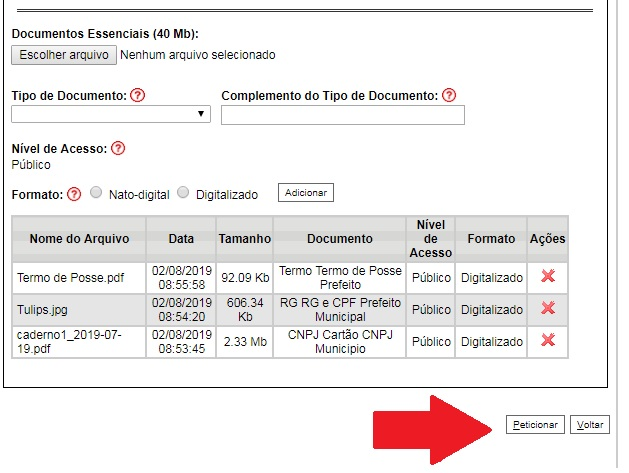 Documentos Essenciais (40 Mb):
Escolher arquivo Nenhum arquivo selecionado
Tipo de Documento: ? Complemento do Tipo de Documento: ?
Nível de Acesso: ?
Público
Formato: ? Nato-digital Digitalizado Adicionar
Nome do Arquivo Data Tamanho Documento Nível de Acesso Formato Ações
Termo de Posse.pdf 02/08/2019 08:55:58 92.09 Kb Termo Termo de Posse Prefeito Público Digitalizado
Tulips.jpg 02/08/2019 08:54:20 606.34 Kb RG RG e CPF Prefeito Municipal Público Digitalizado
caderno1_2019-07-19.pdf 02/08/2019 08:53:45 2.33 Mb CNPJ Cartão CNPJ Municipio Público Digitalizado
Peticionar Voltar